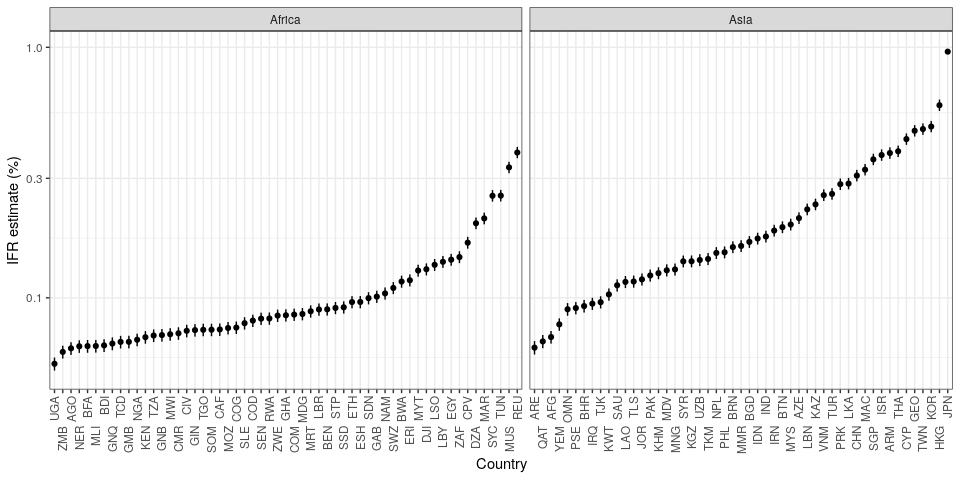 Africa
Asia
IFR estimate (%)
1.0
0.3
0.1
UGA ZMB AGO NER BFA MLI BDI GNQ TCD GMB NGA KEN TZA GNB MWI CMR CIV GIN TGO SOM CAF MOZ COG SLE COD SEN RWA ZWE GHA COM MDG MRT LBR BEN STP SSD ETH ESH SDN GAB NAM SWZ BWA ERI MYT DJI LSO LBY EGY ZAF CPV DZA MAR SYC TUN MUS REU
ARE QAT AFG YEM OMN PSE BHR IRQ TJK KWT SAU LAO TLS JOR PAK KHM MDV MNG SYR KGZ UZB TKM NPL PHL BRN MMR BGD IDN IND IRN BTN MYS AZE LBN KAZ VNM TUR PRK LKA CHN MAC SGP ISR ARM THA CYP GEO TWN KOR HKG JPN
Country